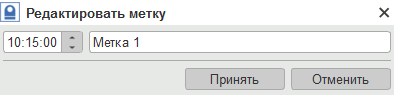 Редактировать метку
10:15:00 Метка 1
Принять Отменить